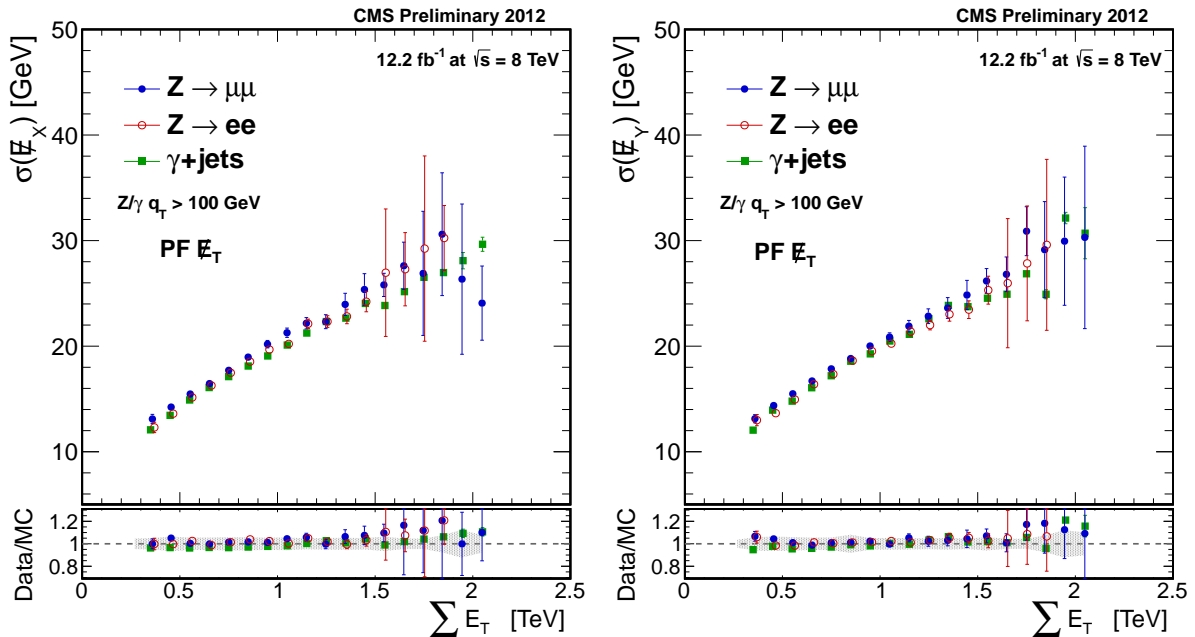 CMS Preliminary 2012
12.2 fb⁻¹ at √s = 8 TeV
σ(E̸_X) [GeV]
Z → μμ
Z → ee
γ+jets
Z/γ q_T > 100 GeV
PF E̸_T
50
40
30
20
10
Data/MC
1.2
1
0.8
0 0.5 1 1.5 2 2.5
∑ E_T [TeV]
CMS Preliminary 2012
12.2 fb⁻¹ at √s = 8 TeV
σ(E̸_Y) [GeV]
Z → μμ
Z → ee
γ+jets
Z/γ q_T > 100 GeV
PF E̸_T
50
40
30
20
10
Data/MC
1.2
1
0.8
0 0.5 1 1.5 2 2.5
∑ E_T [TeV]